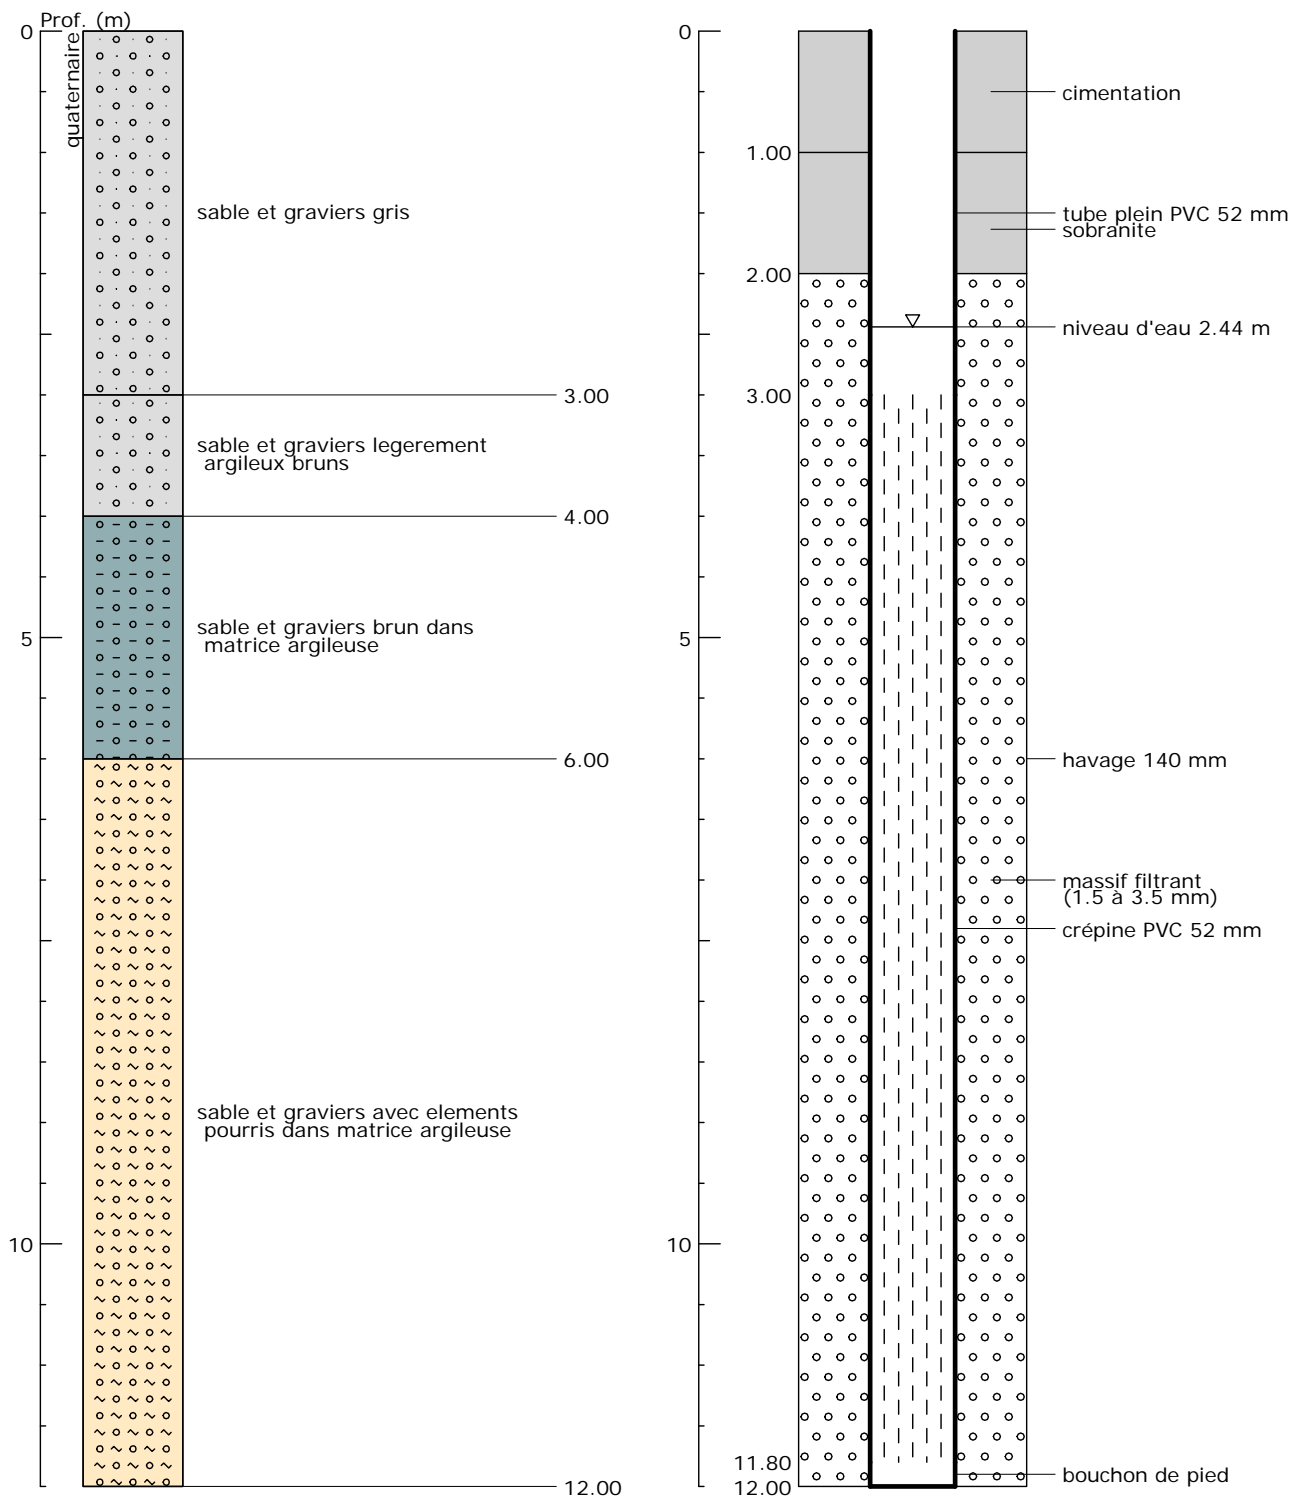 Prof. (m)
0
quaternaire
sable et graviers gris
3.00
sable et graviers legerement
argileux bruns
4.00
5
sable et graviers brun dans
matrice argileuse
6.00
sable et graviers avec elements
pourris dans matrice argileuse
10
12.00
0
cimentation
1.00
tube plein PVC 52 mm
sobranite
2.00
niveau d'eau 2.44 m
3.00
5
havage 140 mm
massif filtrant
(1.5 à 3.5 mm)
crépine PVC 52 mm
10
11.80
bouchon de pied
12.00